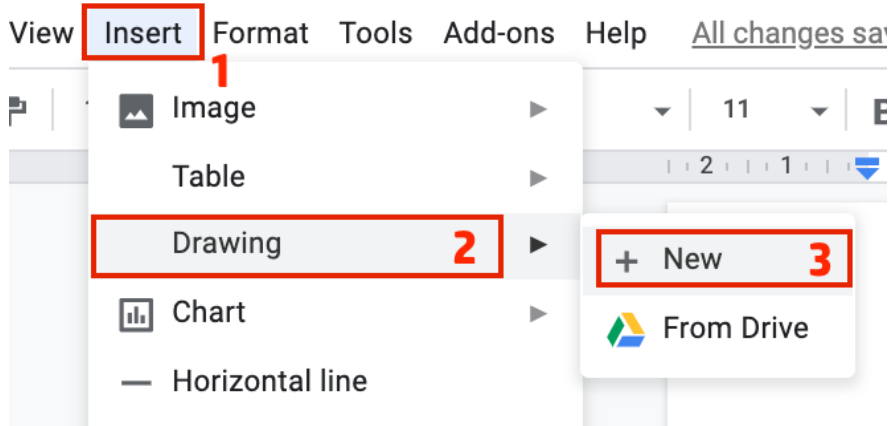 View Insert Format Tools Add-ons Help All changes sav
1
Image 11 B
2 1
Table
Drawing 2
+ New 3
Chart
From Drive
Horizontal line